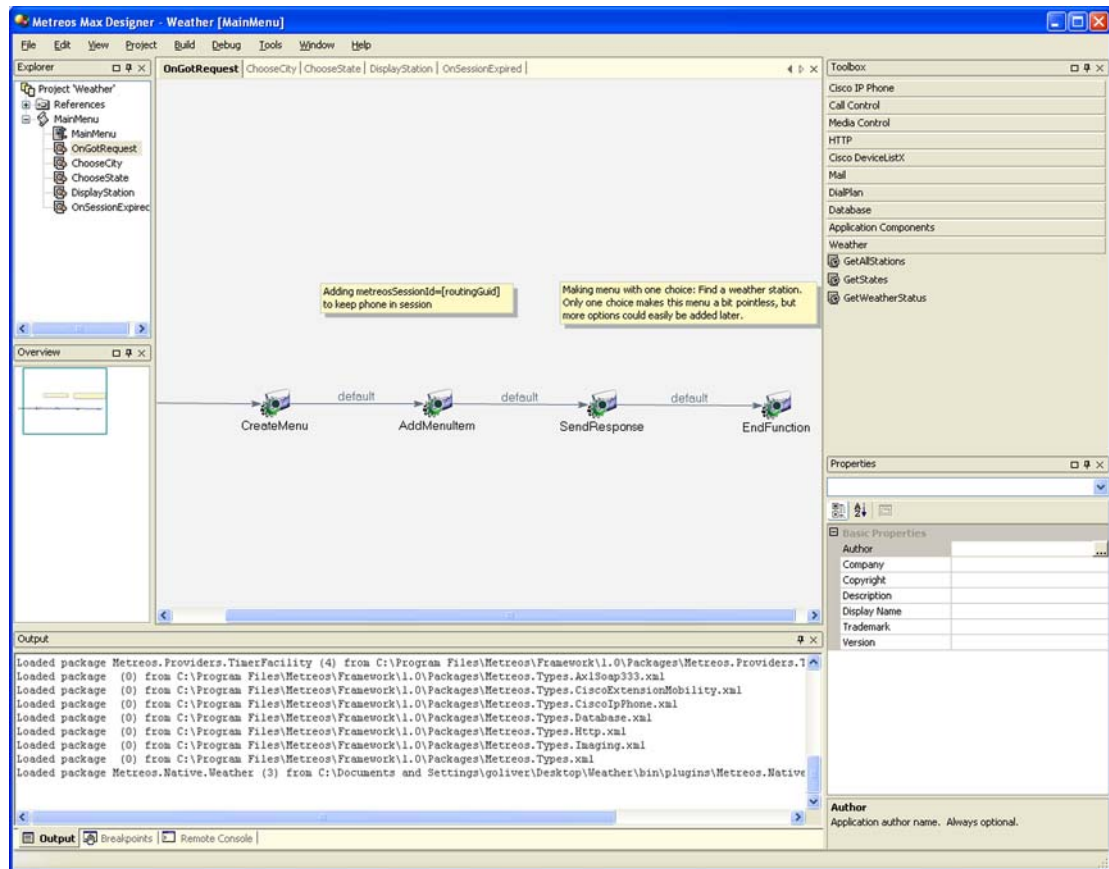 Metreos Max Designer - Weather [MainMenu]
File Edit View Project Build Debug Tools Window Help
Explorer
Project 'Weather'
References
MainMenu
MainMenu
OnGotRequest
ChooseCity
ChooseState
DisplayStation
OnSessionExpired
Overview
OnGotRequest ChooseCity ChooseState DisplayStation OnSessionExpired
Adding metreosSessionId=[routingGuid]
to keep phone in session
Making menu with one choice: Find a weather station.
Only one choice makes this menu a bit pointless, but
more options could easily be added later.
default default default
CreateMenu AddMenuItem SendResponse EndFunction
Toolbox
Cisco IP Phone
Call Control
Media Control
HTTP
Cisco DeviceListX
Mail
DialPlan
Database
Application Components
Weather
GetAllStations
GetStates
GetWeatherStatus
Properties
Basic Properties
Author
Company
Copyright
Description
Display Name
Trademark
Version
Author
Application author name. Always optional.
Output
Loaded package Metreos.Providers.TimerFacility (4) from C:\Program Files\Metreos\Framework\1.0\Packages\Metreos.Providers.T
Loaded package (0) from C:\Program Files\Metreos\Framework\1.0\Packages\Metreos.Types.AxlSoap333.xml
Loaded package (0) from C:\Program Files\Metreos\Framework\1.0\Packages\Metreos.Types.CiscoExtensionMobility.xml
Loaded package (0) from C:\Program Files\Metreos\Framework\1.0\Packages\Metreos.Types.CiscoIpPhone.xml
Loaded package (0) from C:\Program Files\Metreos\Framework\1.0\Packages\Metreos.Types.Database.xml
Loaded package (0) from C:\Program Files\Metreos\Framework\1.0\Packages\Metreos.Types.Http.xml
Loaded package (0) from C:\Program Files\Metreos\Framework\1.0\Packages\Metreos.Types.Imaging.xml
Loaded package (0) from C:\Program Files\Metreos\Framework\1.0\Packages\Metreos.Types.xml
Loaded package Metreos.Native.Weather (3) from C:\Documents and Settings\goliver\Desktop\Weather\bin\plugins\Metreos.Native
Output Breakpoints Remote Console